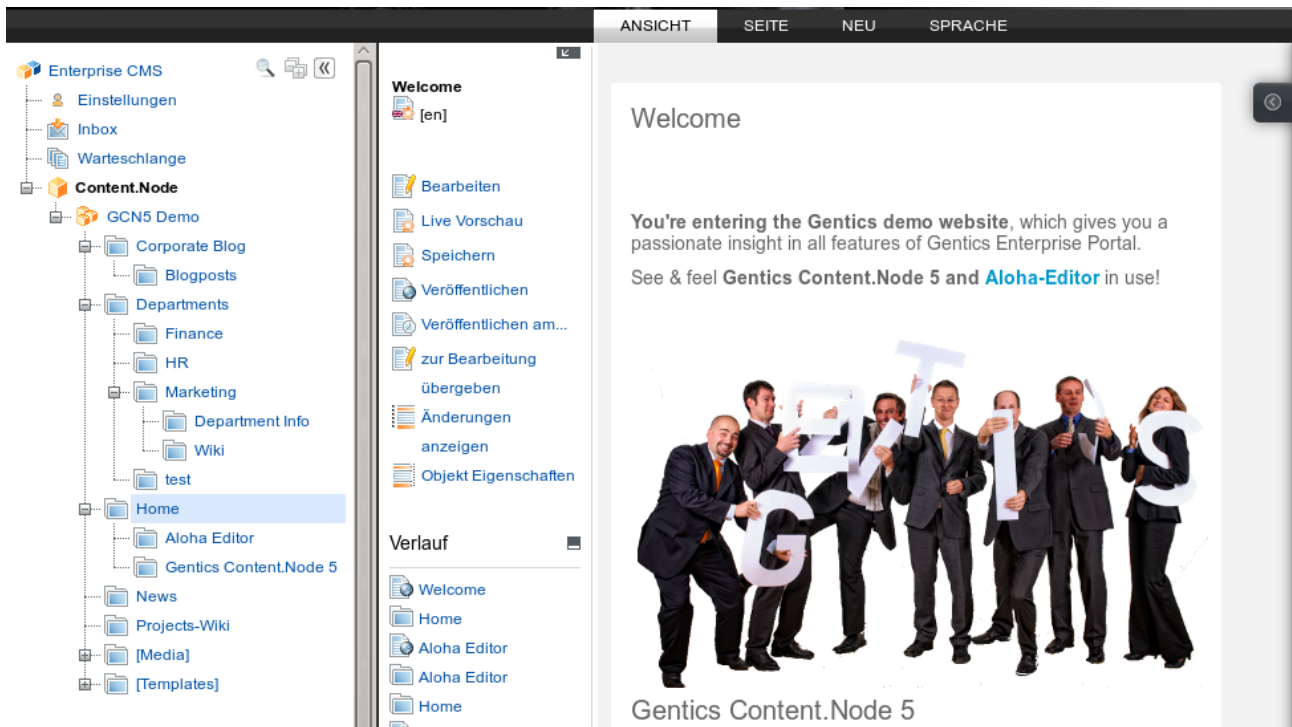 ANSICHT SEITE NEU SPRACHE
Enterprise CMS
Einstellungen
Inbox
Warteschlange
Content.Node
GCN5 Demo
Corporate Blog
Blogposts
Departments
Finance
HR
Marketing
Department Info
Wiki
test
Home
Aloha Editor
Gentics Content.Node 5
News
Projects-Wiki
[Media]
[Templates]
Welcome
[en]
Bearbeiten
Live Vorschau
Speichern
Veröffentlichen
Veröffentlichen am...
zur Bearbeitung
übergeben
Änderungen
anzeigen
Objekt Eigenschaften
Verlauf
Welcome
Home
Aloha Editor
Aloha Editor
Home
Welcome
You're entering the Gentics demo website, which gives you a
passionate insight in all features of Gentics Enterprise Portal.
See & feel Gentics Content.Node 5 and Aloha-Editor in use!
GENTICS
Gentics Content.Node 5